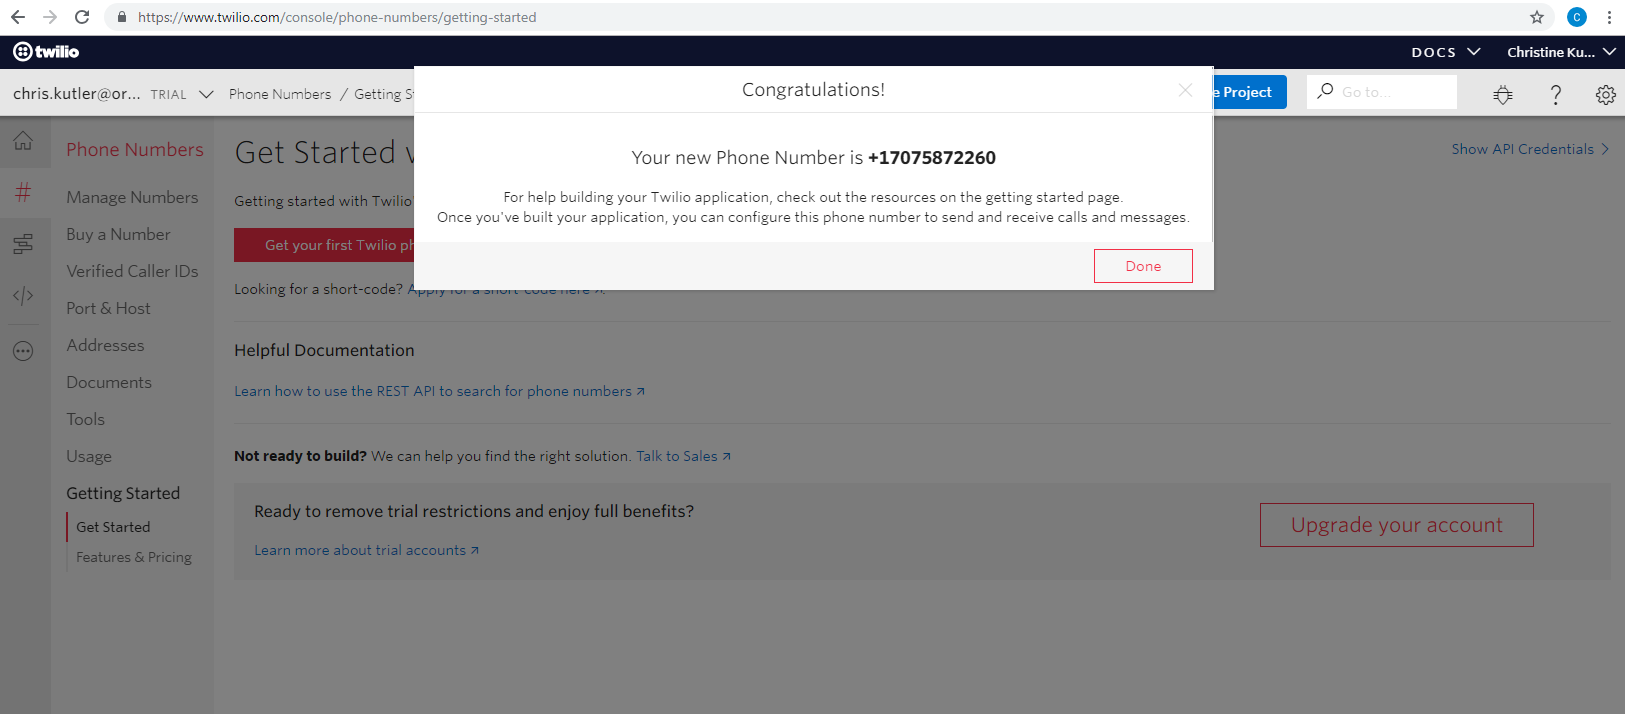 https://www.twilio.com/console/phone-numbers/getting-started
C
twilio
DOCS
Christine Ku...
chris.kutler@or... TRIAL
Phone Numbers / Getting S
e Project
Go to...
Congratulations!
Your new Phone Number is +17075872260
For help building your Twilio application, check out the resources on the getting started page.
Once you've built your application, you can configure this phone number to send and receive calls and messages.
Done
Phone Numbers
Manage Numbers
Buy a Number
Verified Caller IDs
Port & Host
Addresses
Documents
Tools
Usage
Getting Started
Get Started
Features & Pricing
Get Started
Show API Credentials
Getting started with Twilio
Get your first Twilio ph
Looking for a short-code? Apply for a short-code here
Helpful Documentation
Learn how to use the REST API to search for phone numbers
Not ready to build? We can help you find the right solution. Talk to Sales
Ready to remove trial restrictions and enjoy full benefits?
Learn more about trial accounts
Upgrade your account